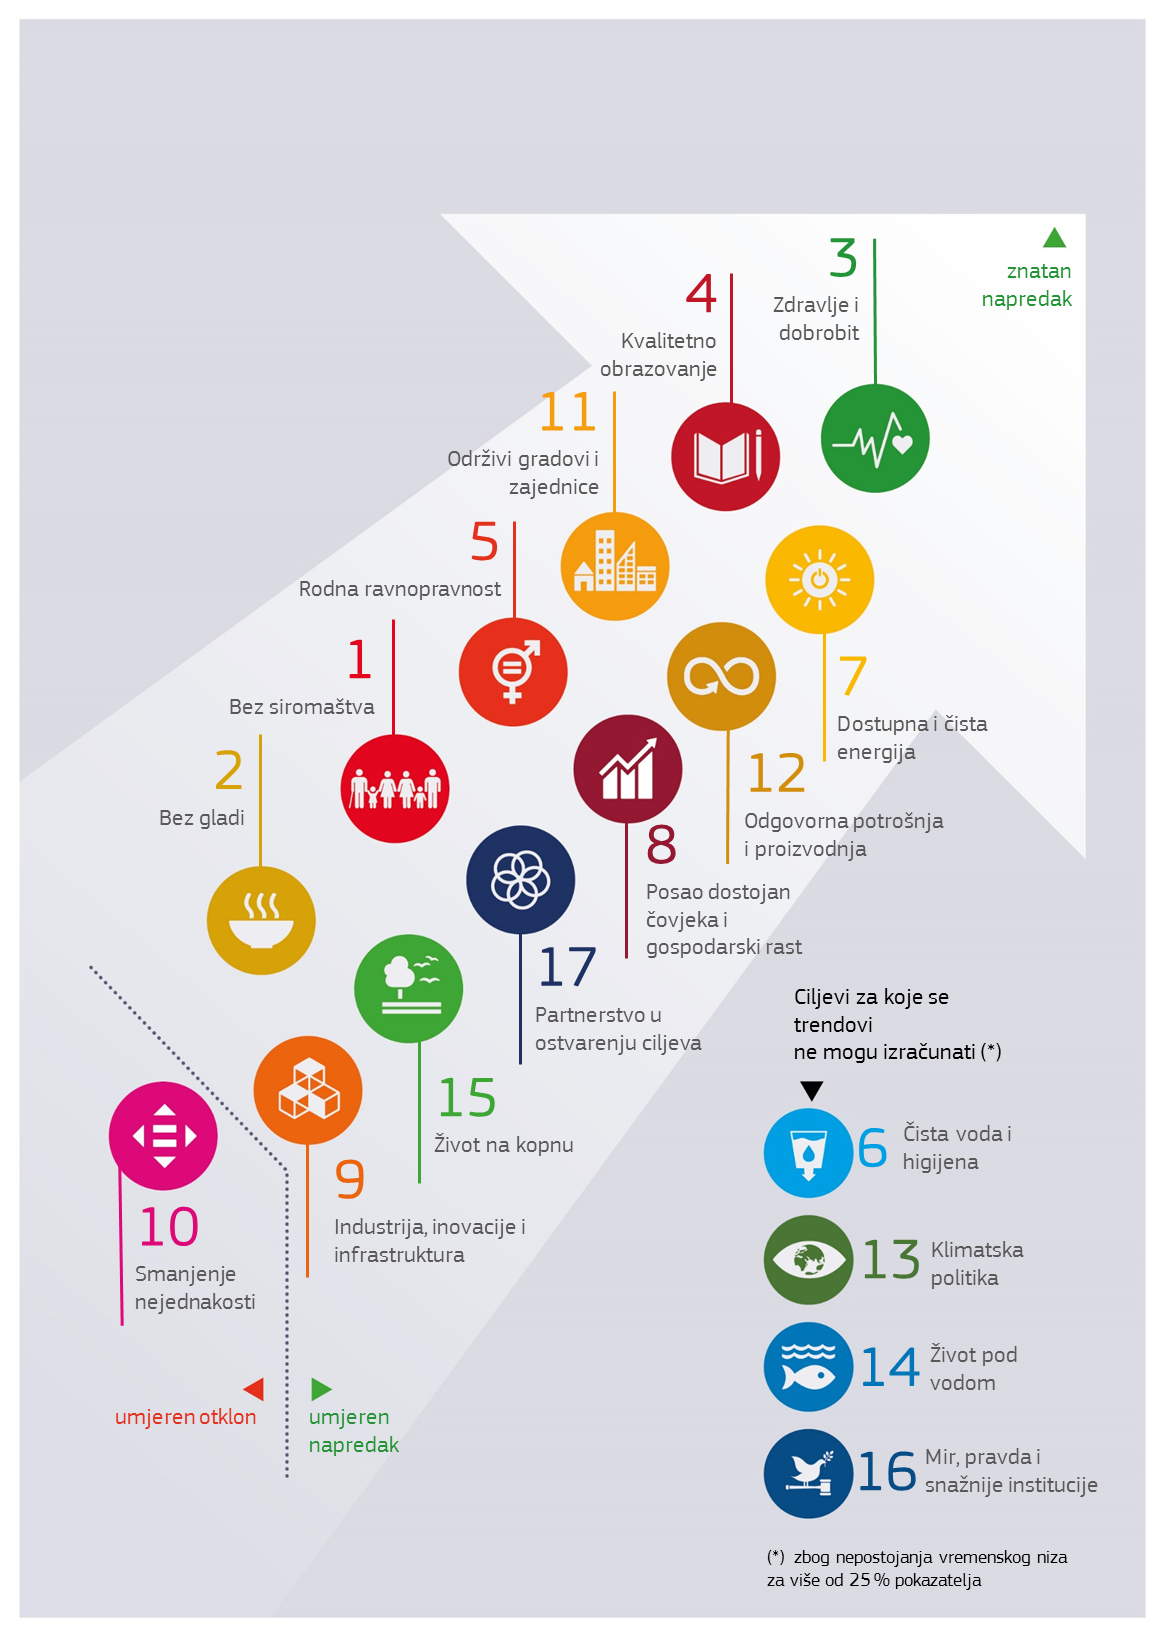 znatan
napredak
3
Zdravlje i
dobrobit
4
Kvalitetno
obrazovanje
11
Održivi gradovi i
zajednice
5
Rodna ravnopravnost
1
Bez siromaštva
2
Bez gladi
7
Dostupna i čista
energija
12
Odgovorna potrošnja
i proizvodnja
8
Posao dostojan
čovjeka i
gospodarski rast
17
Partnerstvo u
ostvarenju ciljeva
15
Život na kopnu
9
Industrija, inovacije i
infrastruktura
10
Smanjenje
nejednakosti
umjeren otklon
umjeren
napredak
Ciljevi za koje se
trendovi
ne mogu izračunati (*)
6
Čista voda i
higijena
13
Klimatska
politika
14
Život pod
vodom
16
Mir, pravda i
snažnije institucije
(*) zbog nepostojanja vremenskog niza
za više od 25 % pokazatelja